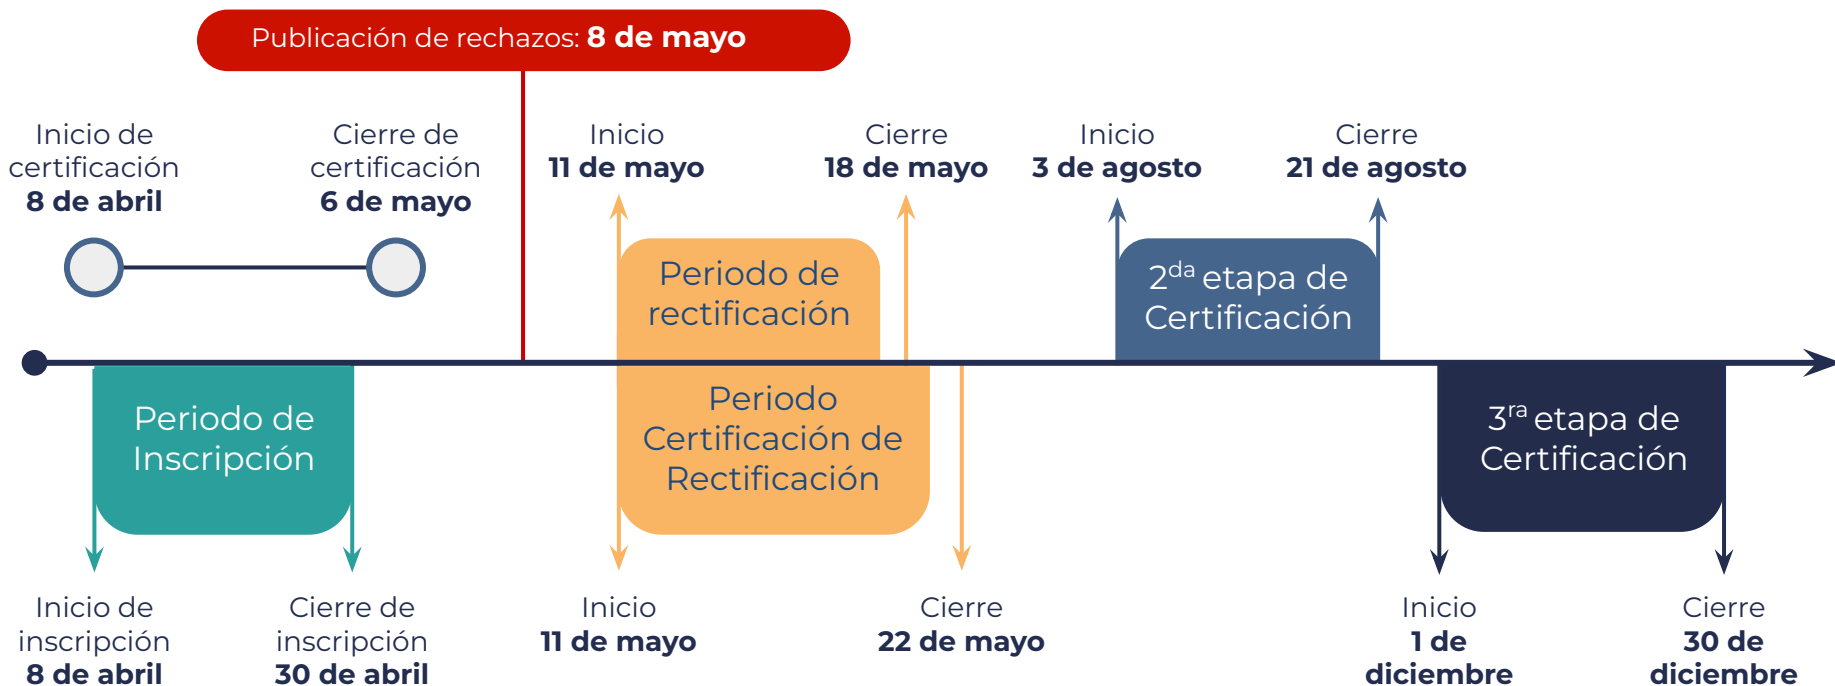 Publicación de rechazos: 8 de mayo
Inicio de
certificación
8 de abril
Cierre de
certificación
6 de mayo
Inicio
11 de mayo
Cierre
18 de mayo
Inicio
3 de agosto
Cierre
21 de agosto
Periodo de
rectificación
2da etapa de
Certificación
Periodo de
Inscripción
Periodo
Certificación de
Rectificación
3ra etapa de
Certificación
Inicio de
inscripción
8 de abril
Cierre de
inscripción
30 de abril
Inicio
11 de mayo
Cierre
22 de mayo
Inicio
1 de
diciembre
Cierre
30 de
diciembre